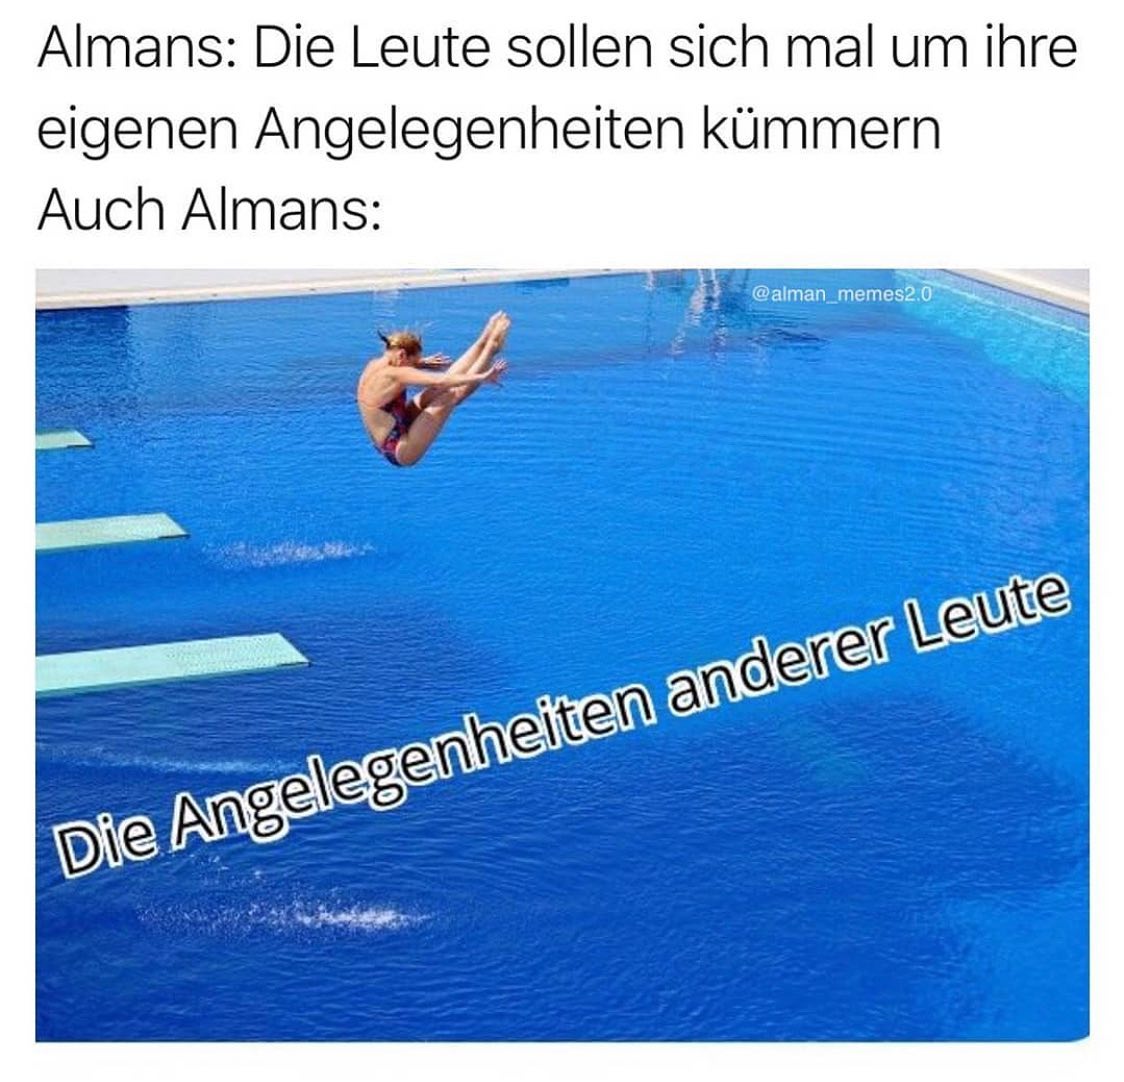 Almans: Die Leute sollen sich mal um ihre
eigenen Angelegenheiten kümmern
Auch Almans:
@alman_memes2.0
Die Angelegenheiten anderer Leute